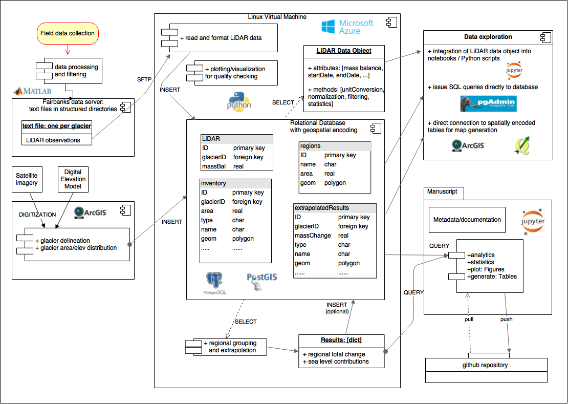 Field data collection
+ data processing
and filtering
MATLAB
Fairbanks data server:
text files in structured directories
text file: one per glacier
LiDAR observations
Satellite
imagery
Digital
Elevation
Model
DIGITIZATION
ArcGIS
+ glacier delineation
+ glacier area/elev distribution
SFTP
INSERT
INSERT
Linux Virtual Machine
+ read and format LiDAR data
+ plotting/visualization
for quality checking
python
SELECT
Microsoft
Azure
LiDAR Data Object
+ attributes: [mass balance,
startDate, endDate, ...]
+ methods: [unitConversion,
normalization, filtering,
statistics]
Relational Database
with geospatial encoding
LiDAR
ID primary key
glacierID foreign key
massBal real
inventory
ID primary key
glacierID foreign key
area real
type char
name char
geom polygon
...... ......
regions
ID primary key
name char
area real
geom polygon
extrapolatedResults
ID primary key
glacierID foreign key
massChange real
type char
name char
geom polygon
...... ......
PostgreSQL
PostGIS
SELECT
INSERT
(optional)
+ regional grouping
and extrapolation
Results: [dict]
+ regional total change
+ sea level contributions
Data exploration
+ integration of LiDAR data object into
notebooks / Python scripts
jupyter
+ issue SQL queries directly to database
pgAdmin
+ direct connection to spatially encoded
tables for map generation
ArcGIS
Manuscript
Metadata/documentation
jupyter
QUERY
QUERY
+analytics
+statistics
+plot: Figures
+generate: Tables
pull
push
github repository